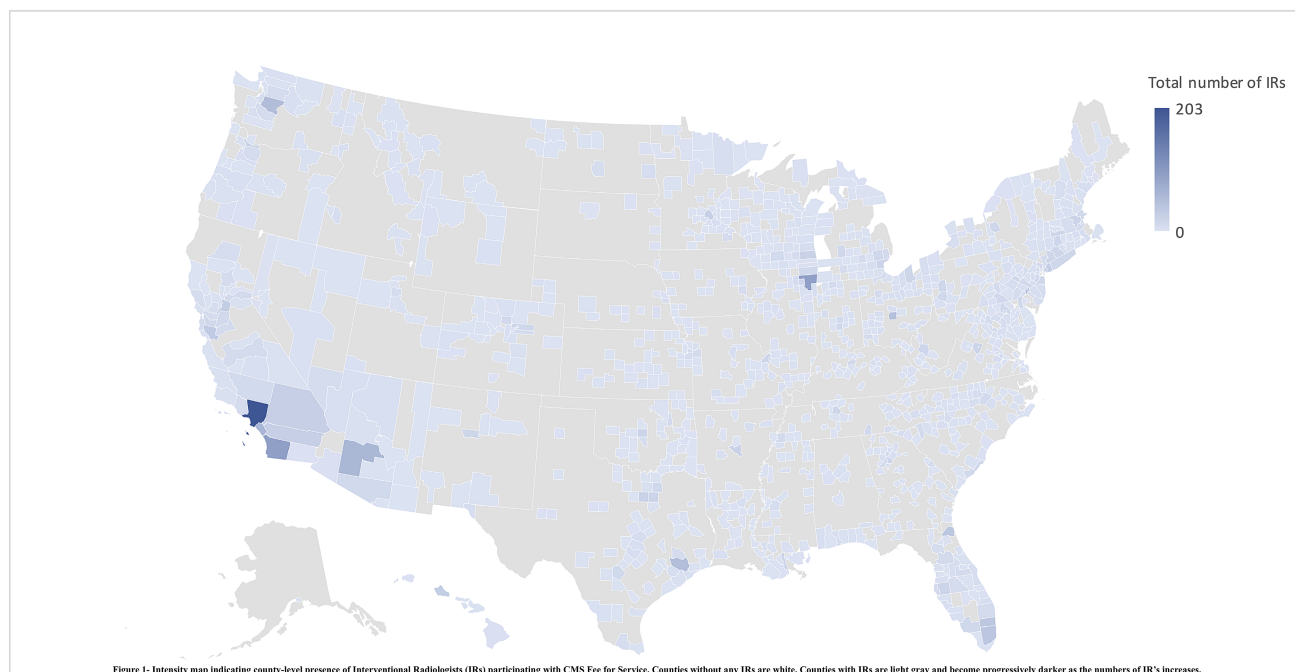 Total number of IRs
203
0
Figure 1- Intensity map indicating county-level presence of Interventional Radiologists (IRs) participating with CMS Fee for Service. Counties without any IRs are white. Counties with IRs are light gray and become progressively darker as the numbers of IR's increases.